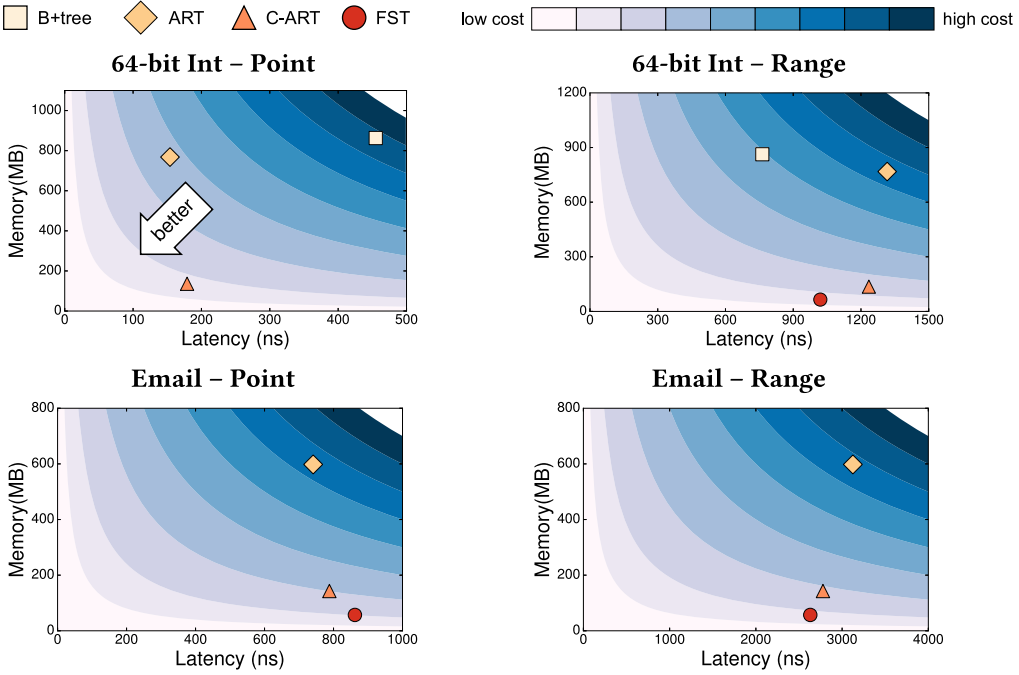 B+tree ART C-ART FST low cost high cost
64-bit Int – Point
64-bit Int – Range
Memory(MB)
1000
800
600
400
200
0
better
0 100 200 300 400 500
Latency (ns)
Memory(MB)
1200
900
600
300
0
0 300 600 900 1200 1500
Latency (ns)
Email – Point
Email – Range
Memory(MB)
800
600
400
200
0
0 200 400 600 800 1000
Latency (ns)
Memory(MB)
800
600
400
200
0
0 1000 2000 3000 4000
Latency (ns)